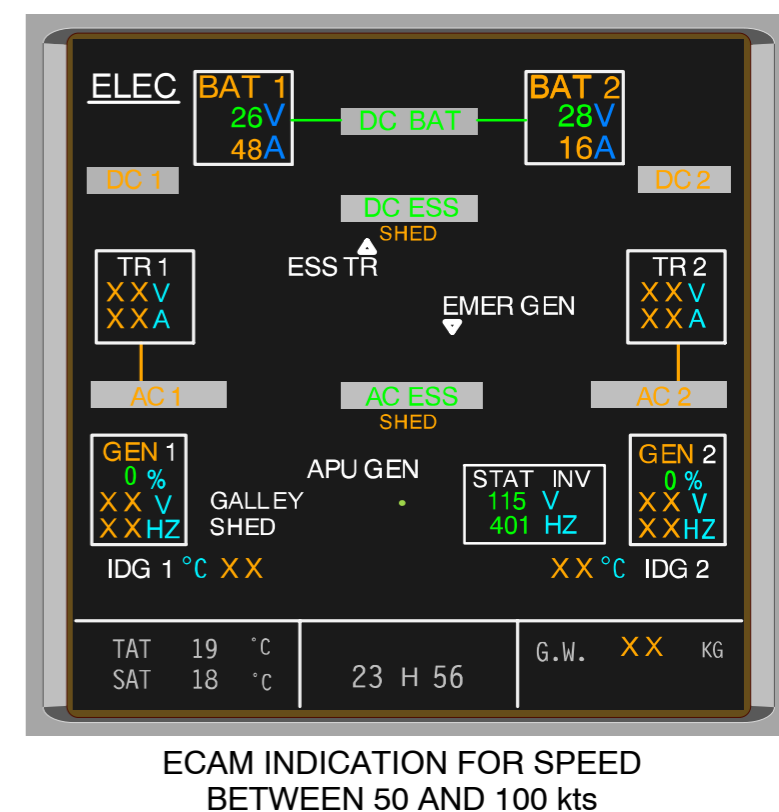 ELEC
BAT 1
26V
48A
DC BAT
BAT 2
28V
16A
DC 1
DC 2
DC ESS
SHED
ESS TR
EMER GEN
TR 1
XXV
XXA
TR 2
XXV
XXA
AC 1
AC ESS
SHED
AC 2
GEN 1
0 %
XX V
XXHZ
GALLEY
SHED
APU GEN
STAT INV
115 V
401 HZ
GEN 2
0 %
XX V
XXHZ
IDG 1 °C XX
XX °C IDG 2
TAT 19 °C
SAT 18 °C
23 H 56
G.W. XX KG
ECAM INDICATION FOR SPEED
BETWEEN 50 AND 100 kts